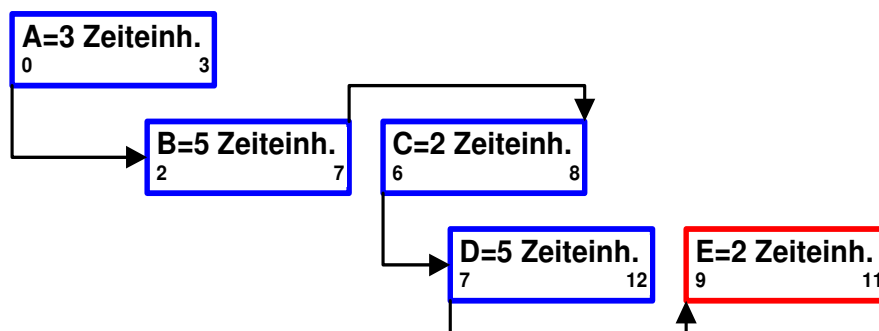 A=3 Zeiteinh.
0 3
B=5 Zeiteinh.
2 7
C=2 Zeiteinh.
6 8
D=5 Zeiteinh.
7 12
E=2 Zeiteinh.
9 11